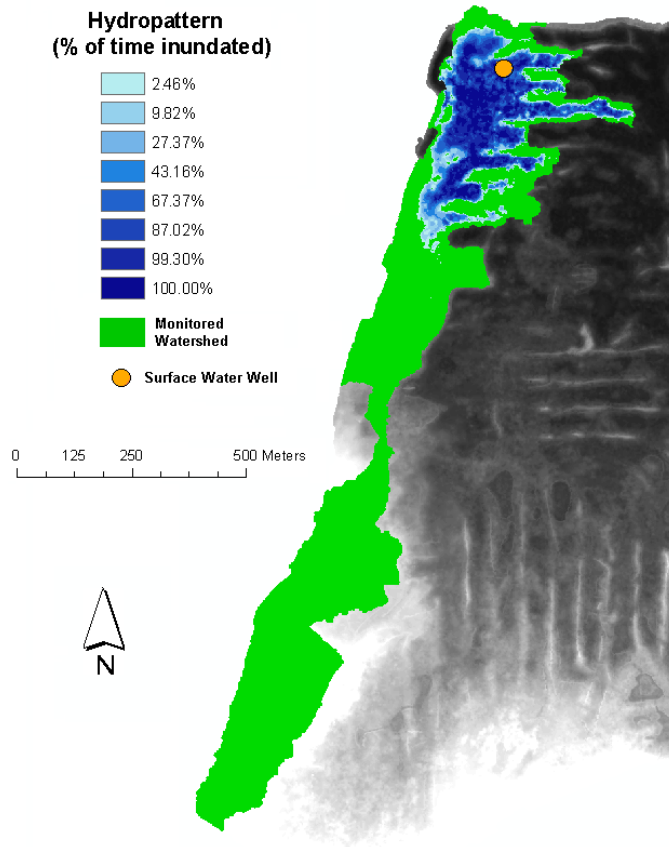 Hydropattern
(% of time inundated)
2.46%
9.82%
27.37%
43.16%
67.37%
87.02%
99.30%
100.00%
Monitored
Watershed
Surface Water Well
0 125 250 500 Meters
N